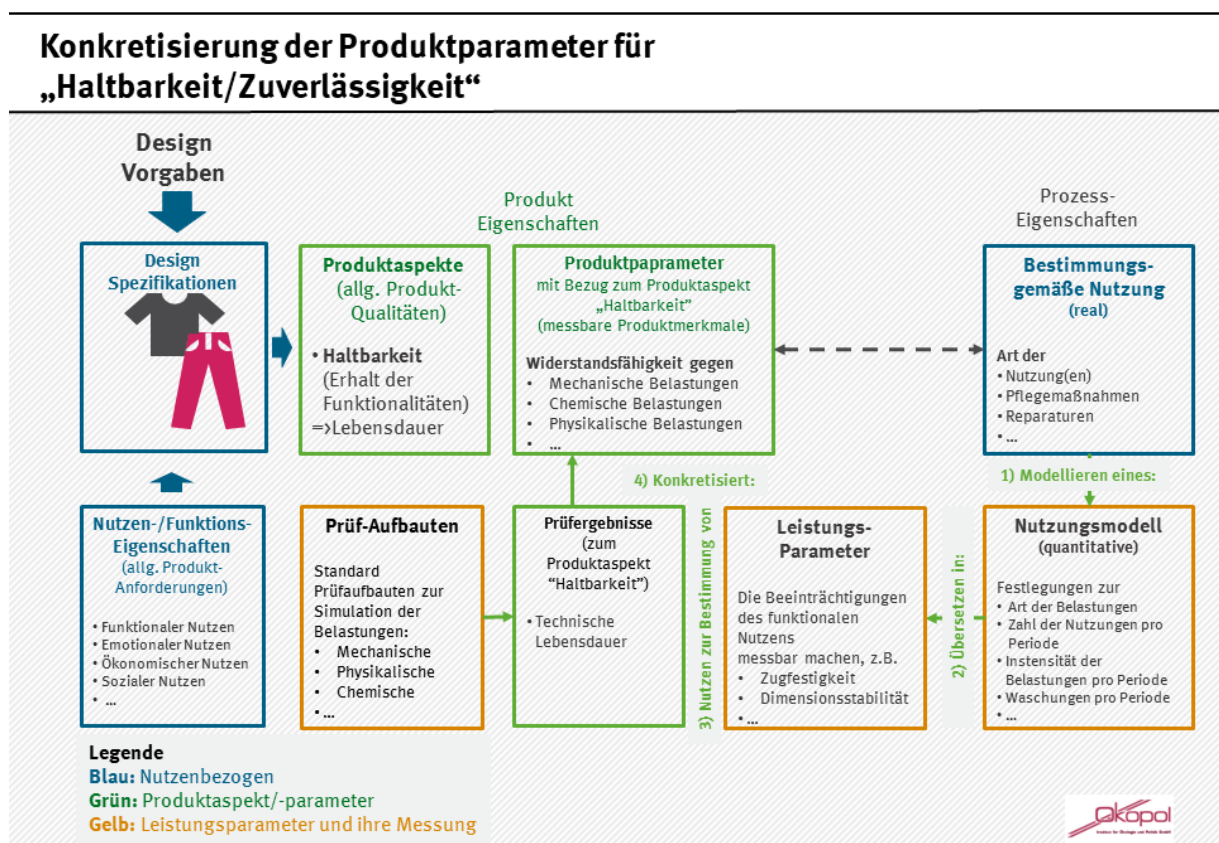 Konkretisierung der Produktparameter für
„Haltbarkeit/Zuverlässigkeit“
Design
Vorgaben
Produkt
Eigenschaften
Prozess-
Eigenschaften
Design
Spezifikationen
Produktaspekte
(allg. Produkt-
Qualitäten)
• Haltbarkeit
(Erhalt der
Funktionalitäten)
=>Lebensdauer
Produktpaprameter
mit Bezug zum Produktaspekt
„Haltbarkeit"
(messbare Produktmerkmale)
Widerstandsfähigkeit gegen
• Mechanische Belastungen
• Chemische Belastungen
• Physikalische Belastungen
• ...
Bestimmungs-
gemäße Nutzung
(real)
Art der
• Nutzung(en)
• Pflegemaßnahmen
• Reparaturen
• ...
4) Konkretisiert:
1) Modellieren eines:
Nutzen-/Funktions-
Eigenschaften
(allg. Produkt-
Anforderungen)
• Funktionaler Nutzen
• Emotionaler Nutzen
• Ökonomischer Nutzen
• Sozialer Nutzen
• ...
Prüf-Aufbauten
Standard
Prüfaufbauten zur
Simulation der
Belastungen:
• Mechanische
• Physikalische
• Chemische
• ...
Prüfergebnisse
(zum
Produktaspekt
"Haltbarkeit")
• Technische
Lebensdauer
3) Nutzen zur Bestimmung von
Leistungs-
Parameter
Die Beeinträchtigungen
des funktionalen
Nutzens
messbar machen, z.B.
• Zugfestigkeit
• Dimensionsstabilität
• ...
2) Übersetzen in:
Nutzungsmodell
(quantitative)
Festlegungen zur
• Art der Belastungen
• Zahl der Nutzungen pro
Periode
• Instensität der
Belastungen pro Periode
• Waschungen pro Periode
• ...
Legende
Blau: Nutzenbezogen
Grün: Produktaspekt/-parameter
Gelb: Leistungsparameter und ihre Messung
Ökopol
Institut für Ökologie und Politik GmbH